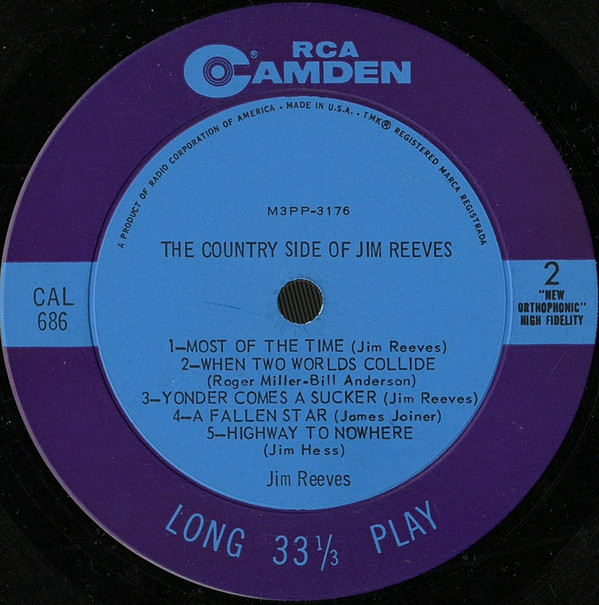 RCA
CAMDEN®
A PRODUCT OF RADIO CORPORATION OF AMERICA • MADE IN U.S.A. • TMK® REGISTERED MARCA REGISTRADA
M3PP-3176
THE COUNTRY SIDE OF JIM REEVES
CAL
686
2
"NEW
ORTHOPHONIC"
HIGH FIDELITY
1—MOST OF THE TIME (Jim Reeves)
2—WHEN TWO WORLDS COLLIDE
(Roger Miller-Bill Anderson)
3—YONDER COMES A SUCKER (Jim Reeves)
4—A FALLEN STAR (James Joiner)
5—HIGHWAY TO NOWHERE
(Jim Hess)
Jim Reeves
LONG 33⅓ PLAY